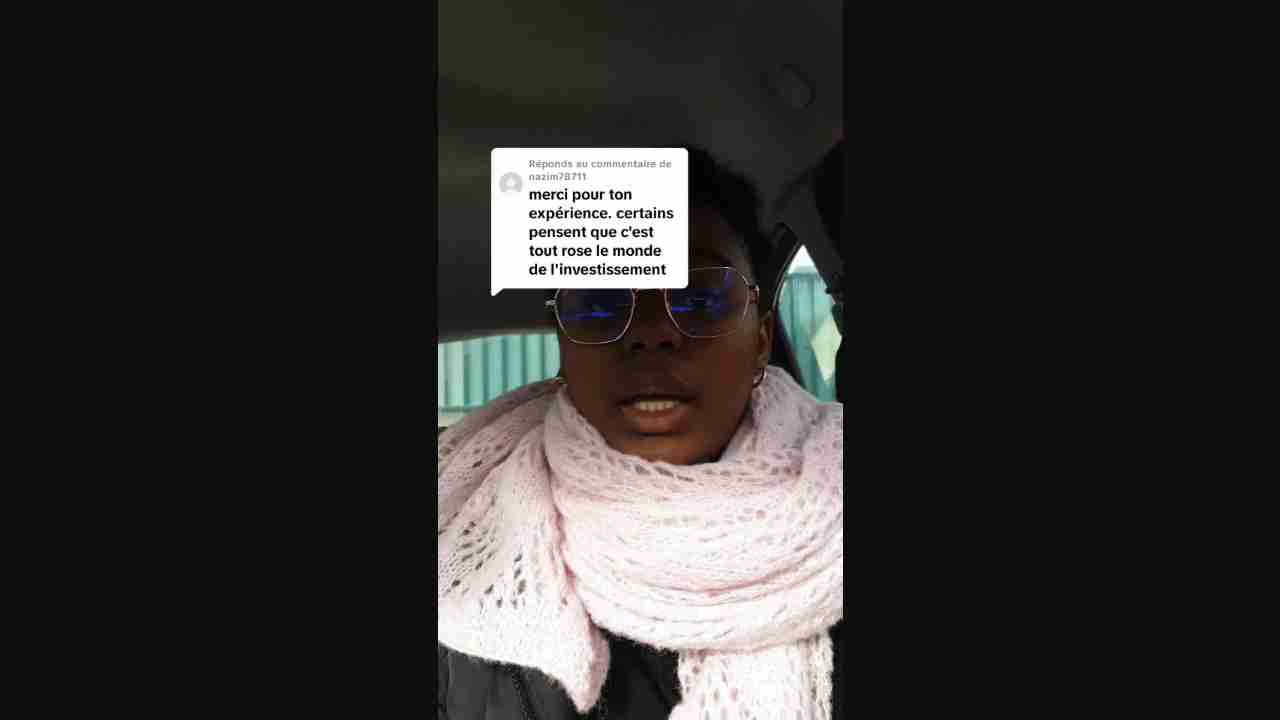 Réponds au commentaire de
nazim78711
merci pour ton
expérience. certains
pensent que c'est
tout rose le monde
de l'investissement